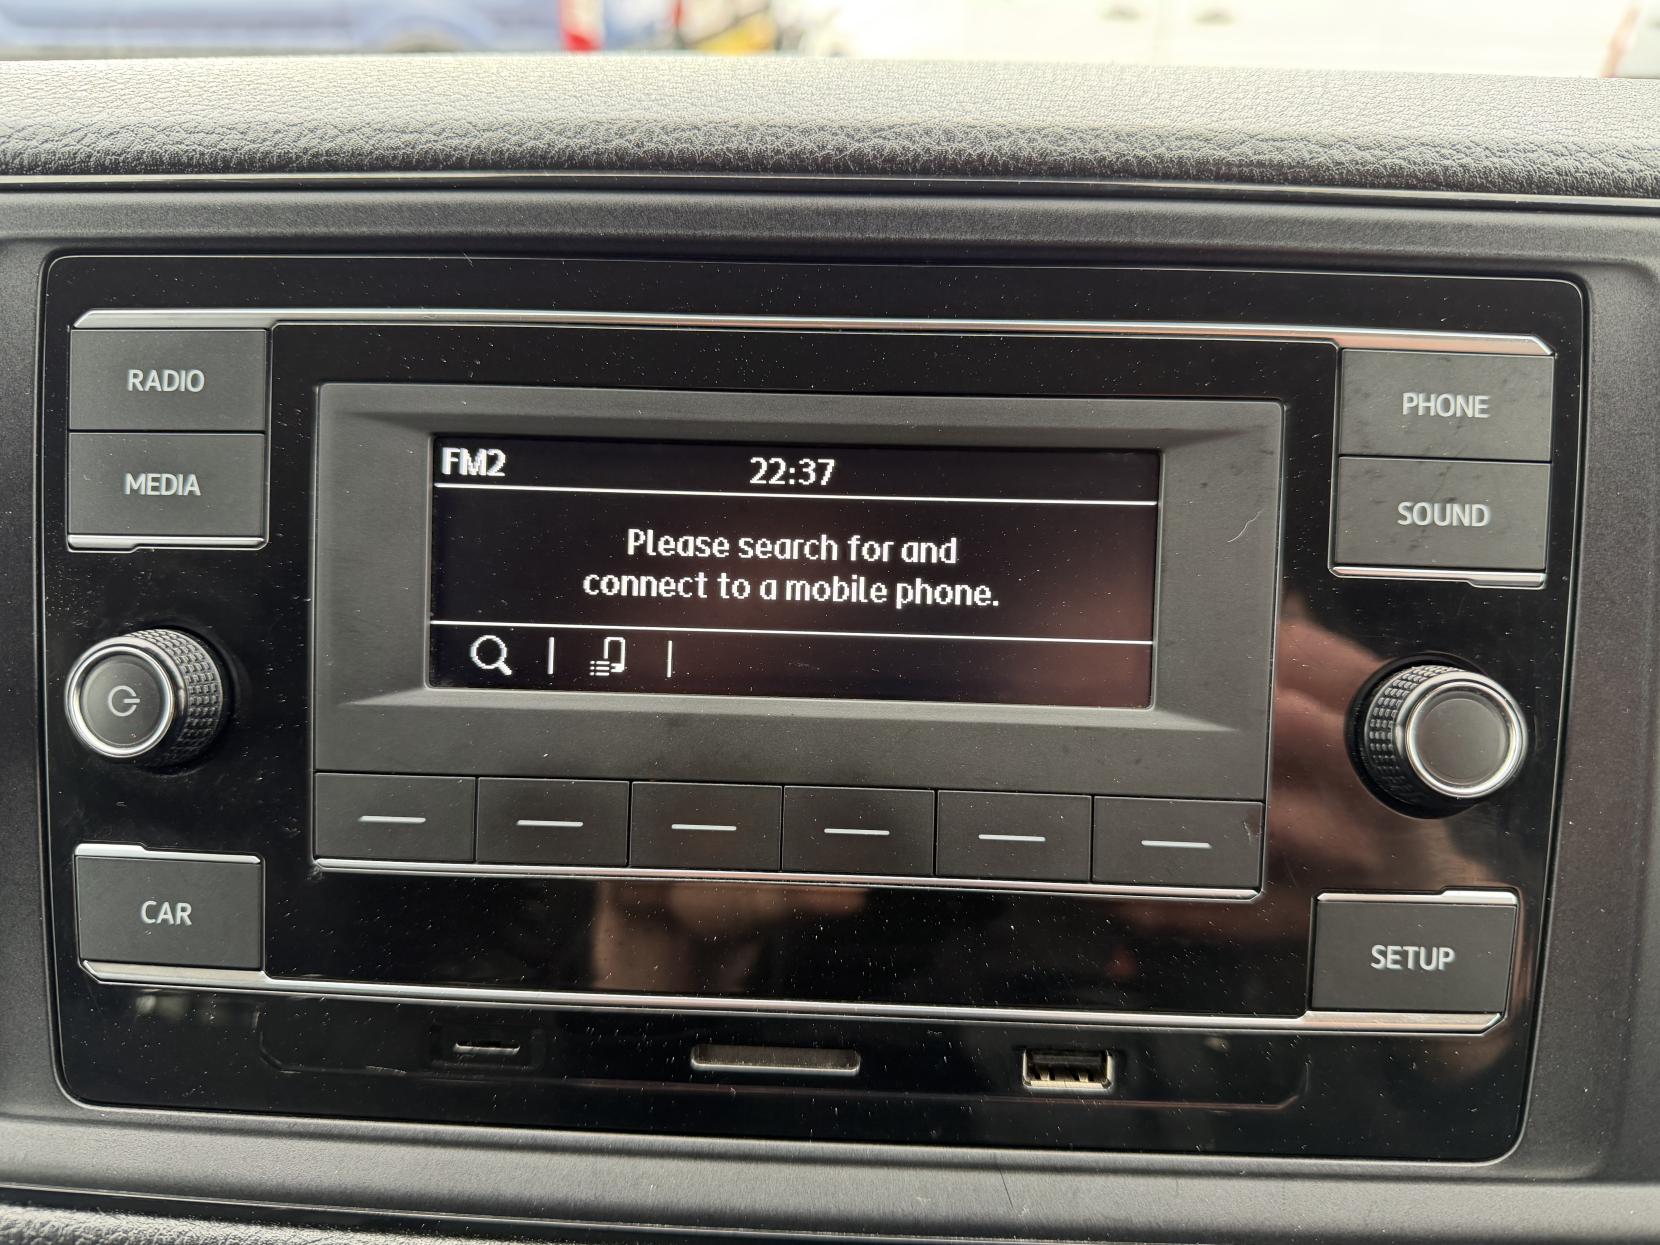 RADIO
MEDIA
PHONE
SOUND
FM2
22:37
Please search for and
connect to a mobile phone.
CAR
SETUP